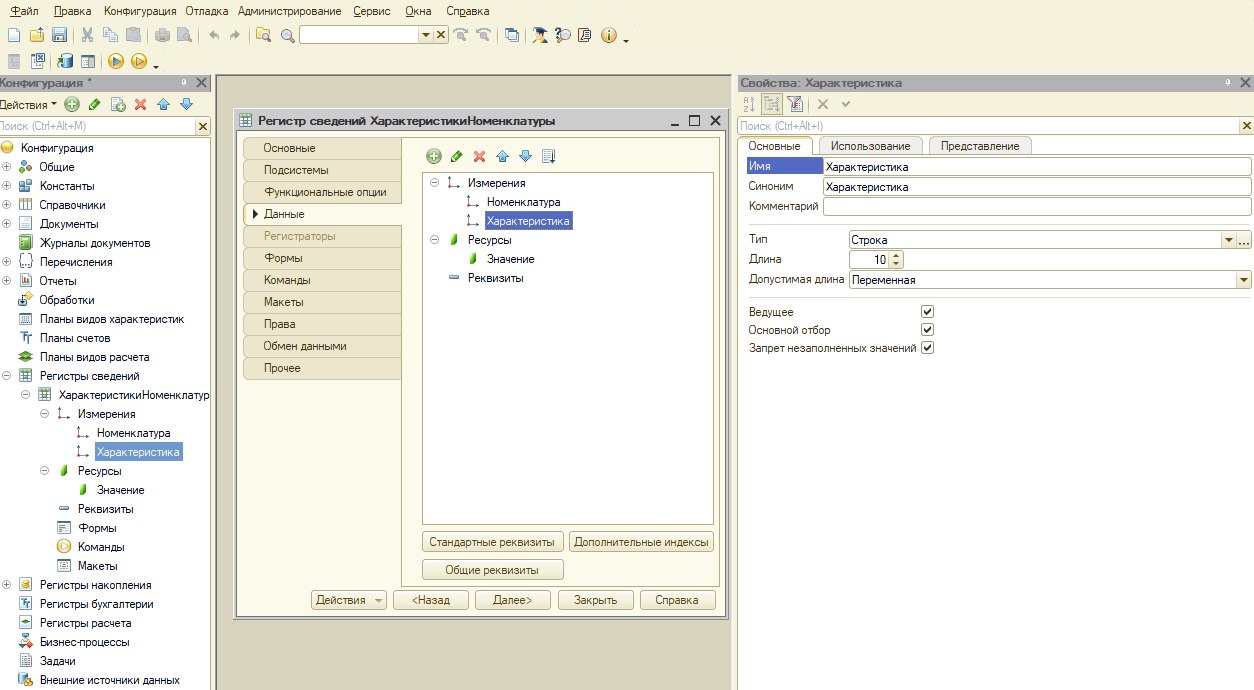 Файл Правка Конфигурация Отладка Администрирование Сервис Окна Справка
Конфигурация *
Действия
Поиск (Ctrl+Alt+M)
Конфигурация
Общие
Константы
Справочники
Документы
Журналы документов
Перечисления
Отчеты
Обработки
Планы видов характеристик
Планы счетов
Планы видов расчета
Регистры сведений
ХарактеристикиНоменклатур
Измерения
Номенклатура
Характеристика
Ресурсы
Значение
Реквизиты
Формы
Команды
Макеты
Регистры накопления
Регистры бухгалтерии
Регистры расчета
Бизнес-процессы
Задачи
Внешние источники данных
Регистр сведений ХарактеристикиНоменклатуры
Основные
Подсистемы
Функциональные опции
Данные
Регистраторы
Формы
Команды
Макеты
Права
Обмен данными
Прочее
Измерения
Номенклатура
Характеристика
Ресурсы
Значение
Реквизиты
Стандартные реквизиты Дополнительные индексы
Общие реквизиты
Действия <Назад Далее> Закрыть Справка
Свойства: Характеристика
Поиск (Ctrl+Alt+I)
Основные Использование Представление
Имя Характеристика
Синоним Характеристика
Комментарий
Тип Строка
Длина 10
Допустимая длина Переменная
Ведущее
Основной отбор
Запрет незаполненных значений